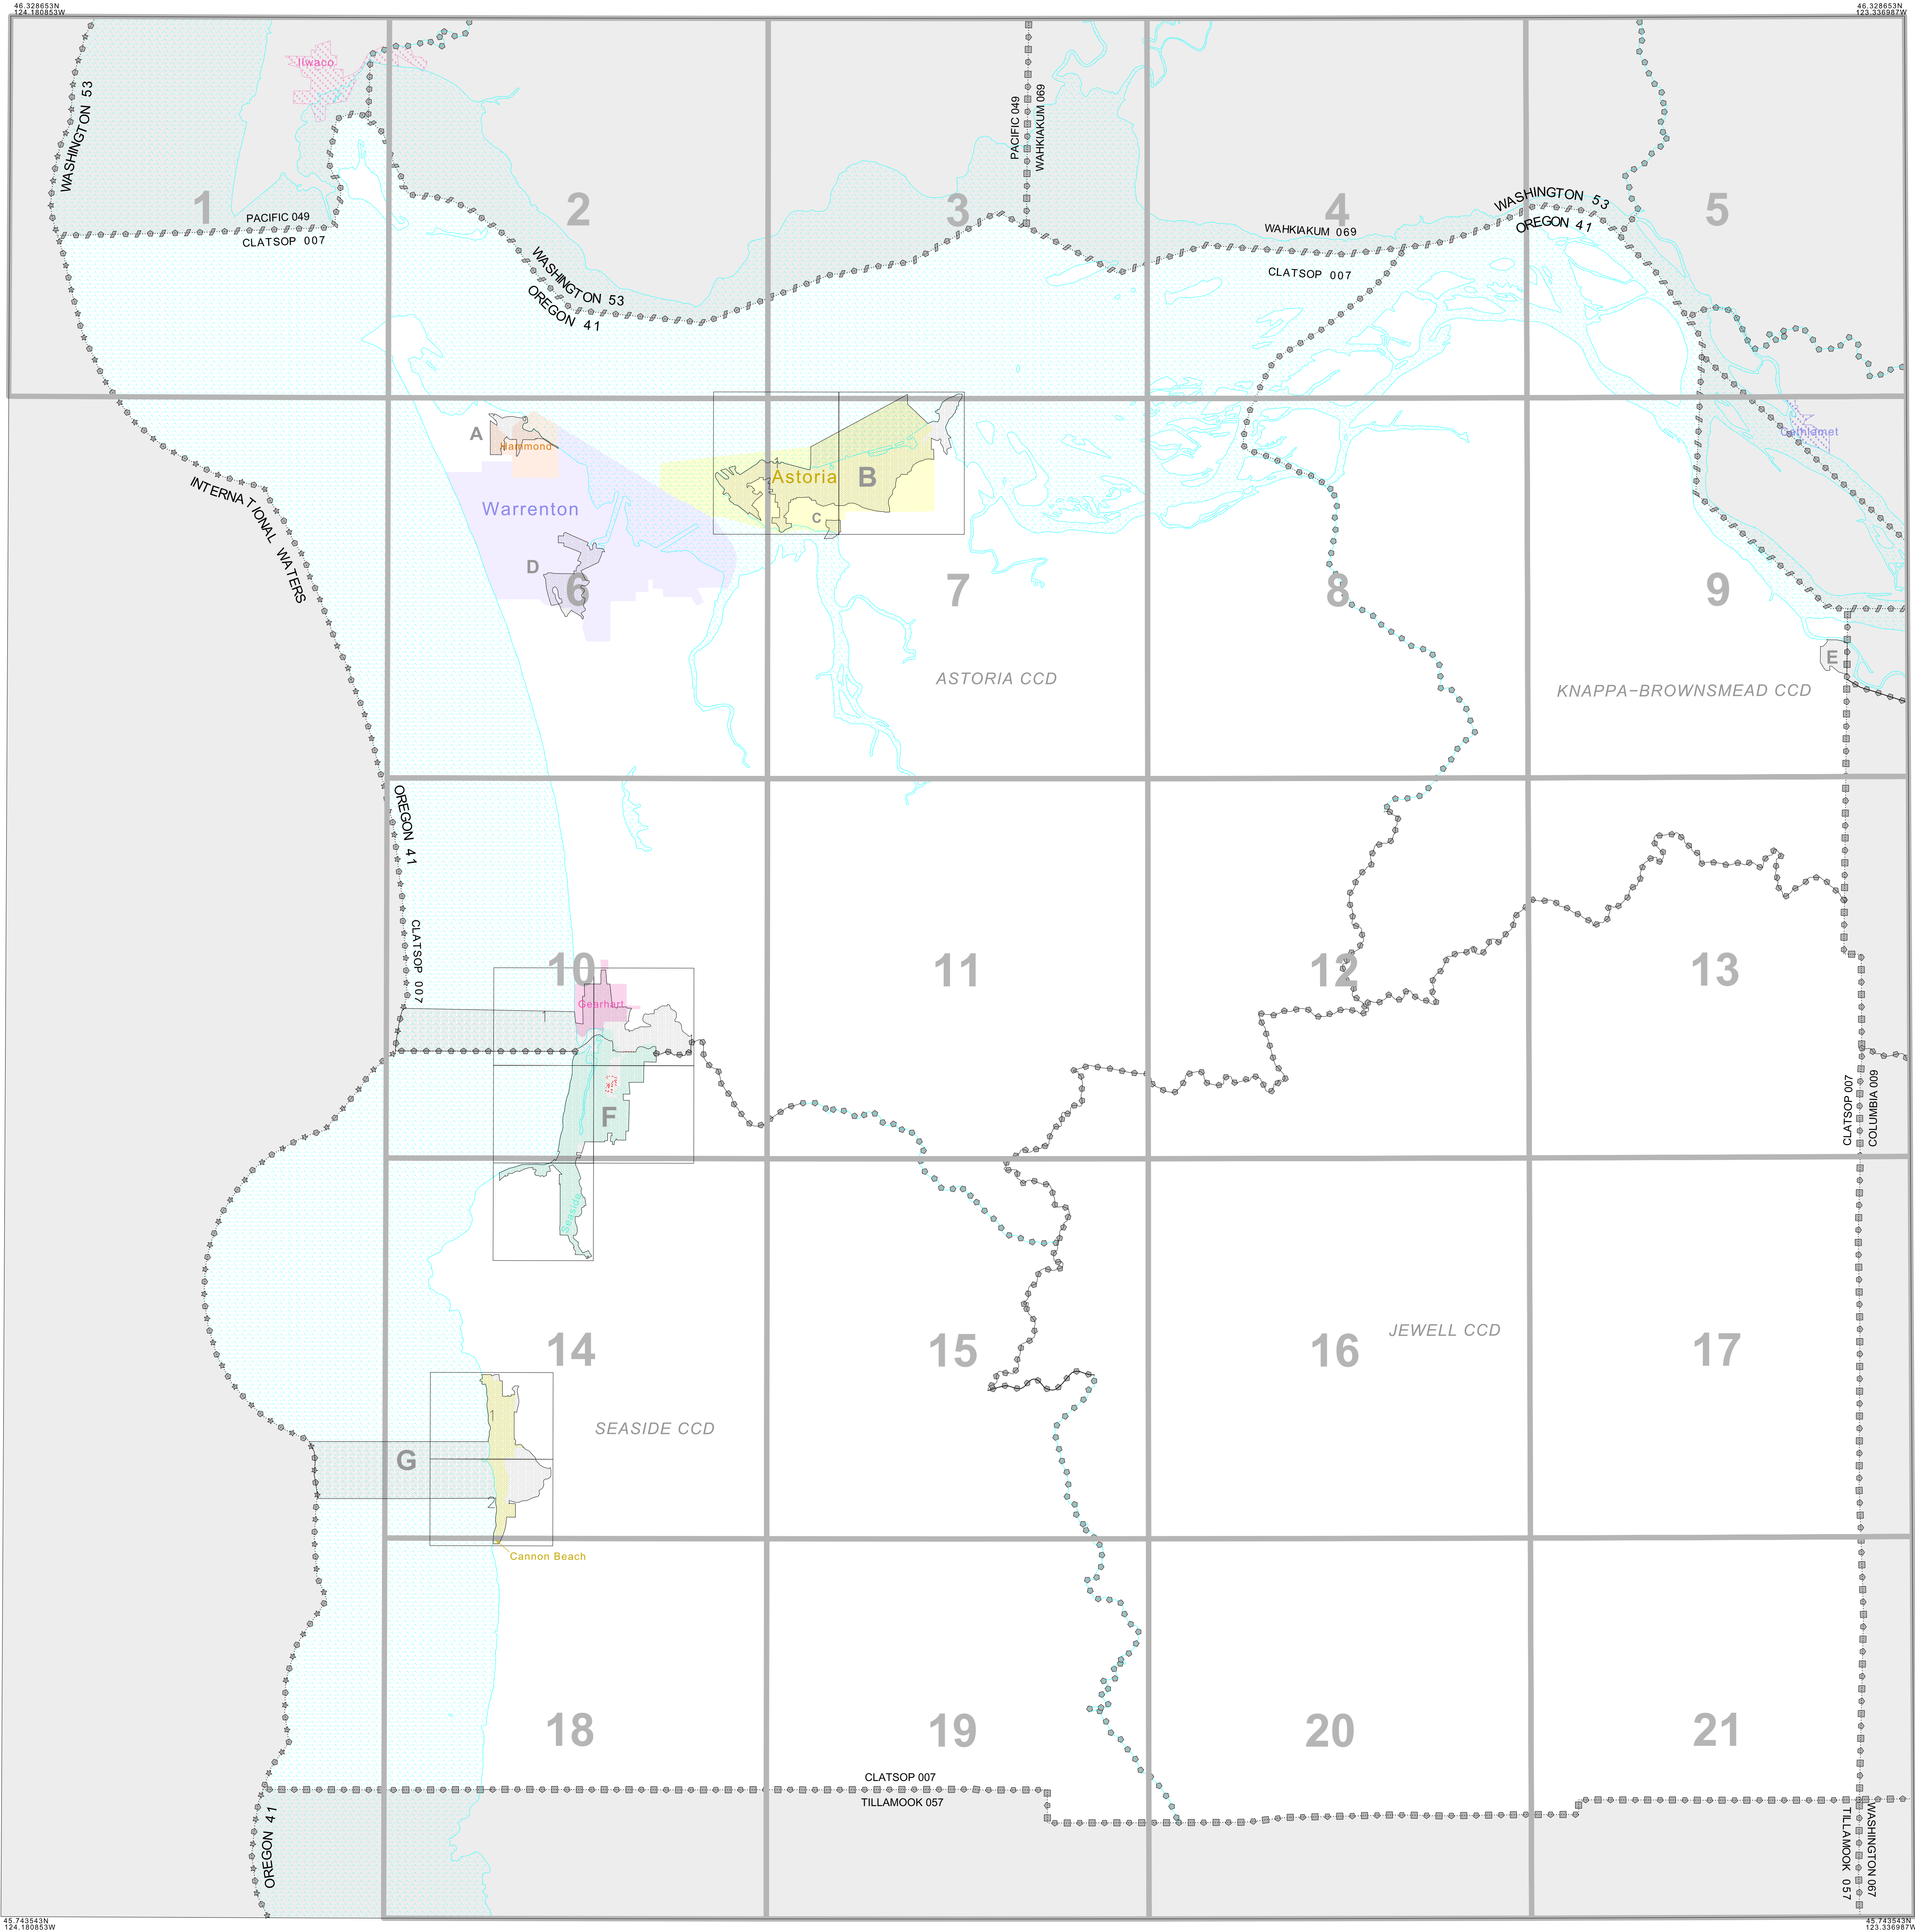 46.328653N
124.180853W
46.328653N
123.336987W
Ilwaco
WASHINGTON 53
PACIFIC 049
WAHKIAKUM 069
1
2
3
4
5
PACIFIC 049
CLATSOP 007
WASHINGTON 53
OREGON 41
WAHKIAKUM 069
CLATSOP 007
WASHINGTON 53
OREGON 41
A
Hammond
Warrenton
D
6
1
Astoria
B
C
7
8
9
Cathlamet
INTERNATIONAL WATERS
E
ASTORIA CCD
KNAPPA-BROWNSMEAD CCD
OREGON 41
CLATSOP 007
10
11
12
13
Gearhart
1
F
Seaside
CLATSOP 007
COLUMBIA 009
14
15
16
17
JEWELL CCD
SEASIDE CCD
1
G
2
Cannon Beach
18
19
20
21
CLATSOP 007
TILLAMOOK 057
OREGON 41
TILLAMOOK 057
WASHINGTON 067
45.743543N
124.180853W
45.743543N
123.336987W